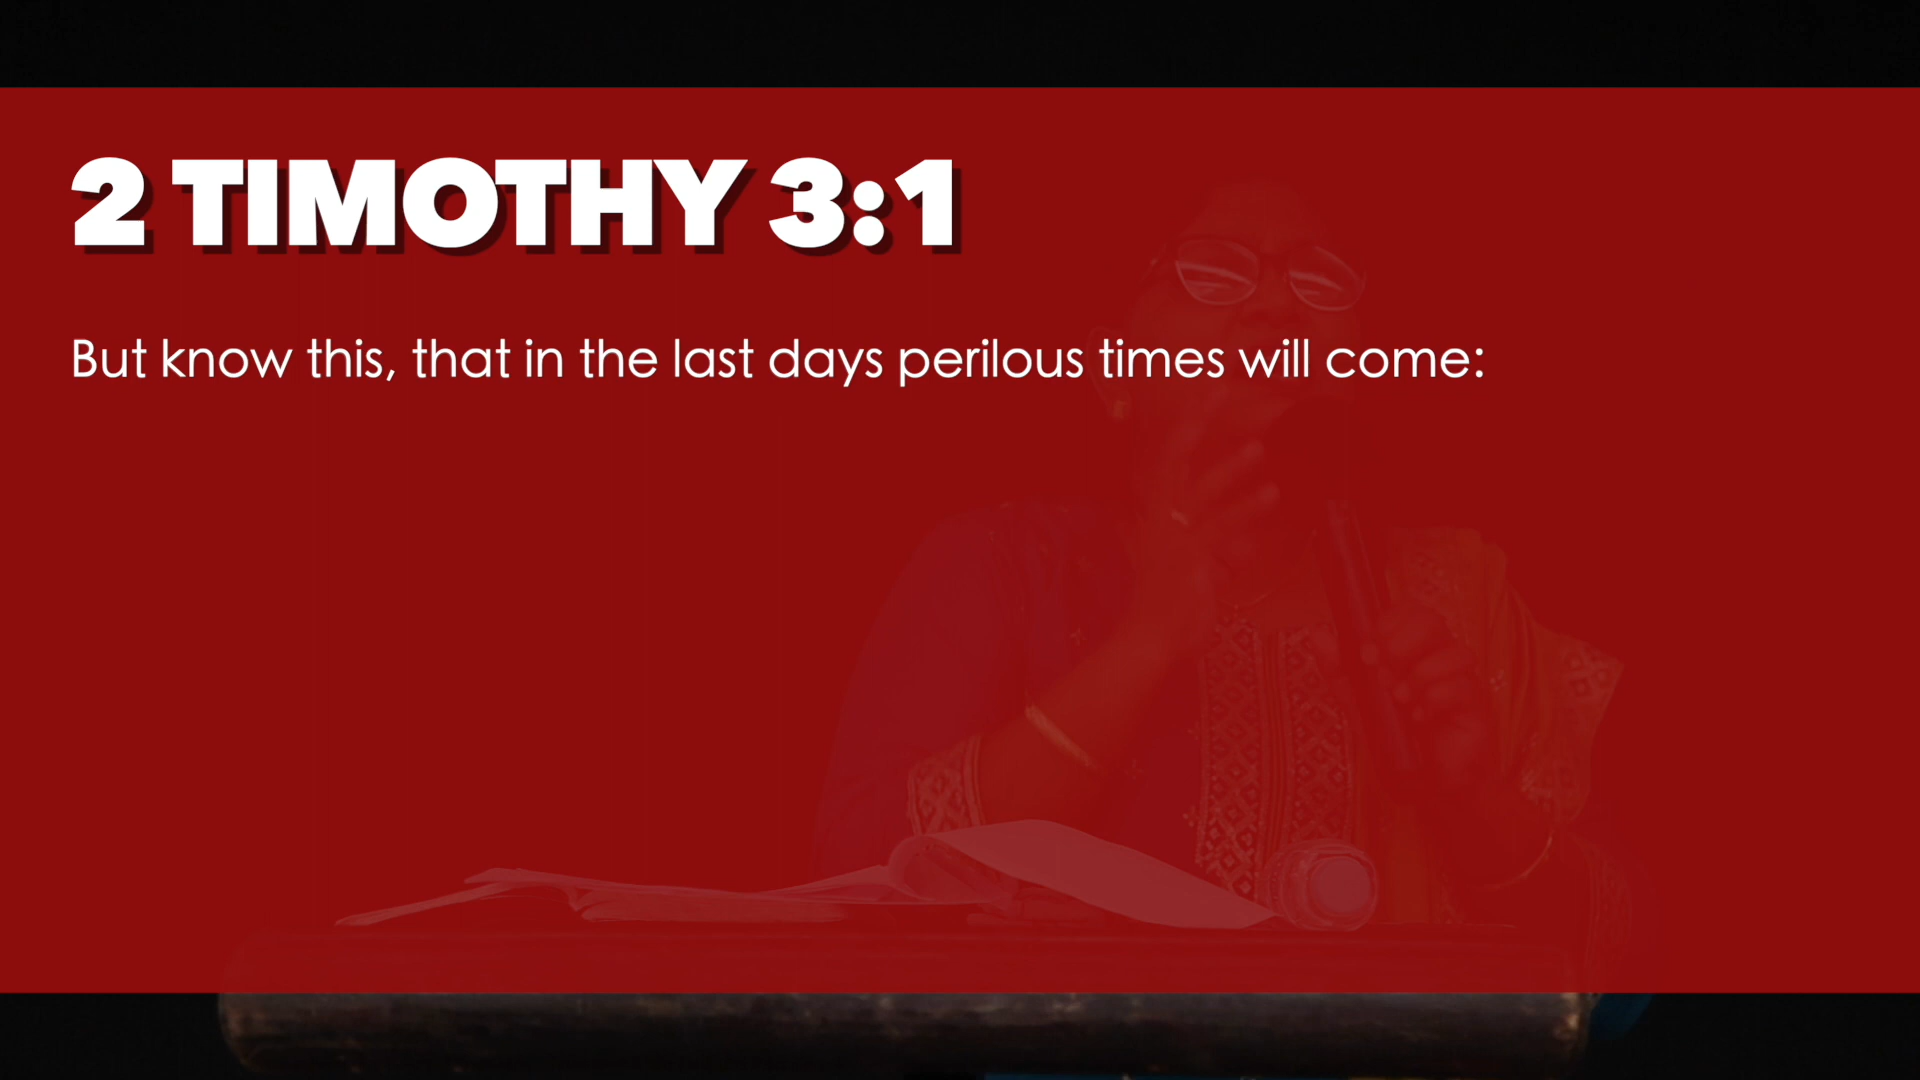 2 TIMOTHY 3:1
But know this, that in the last days perilous times will come: